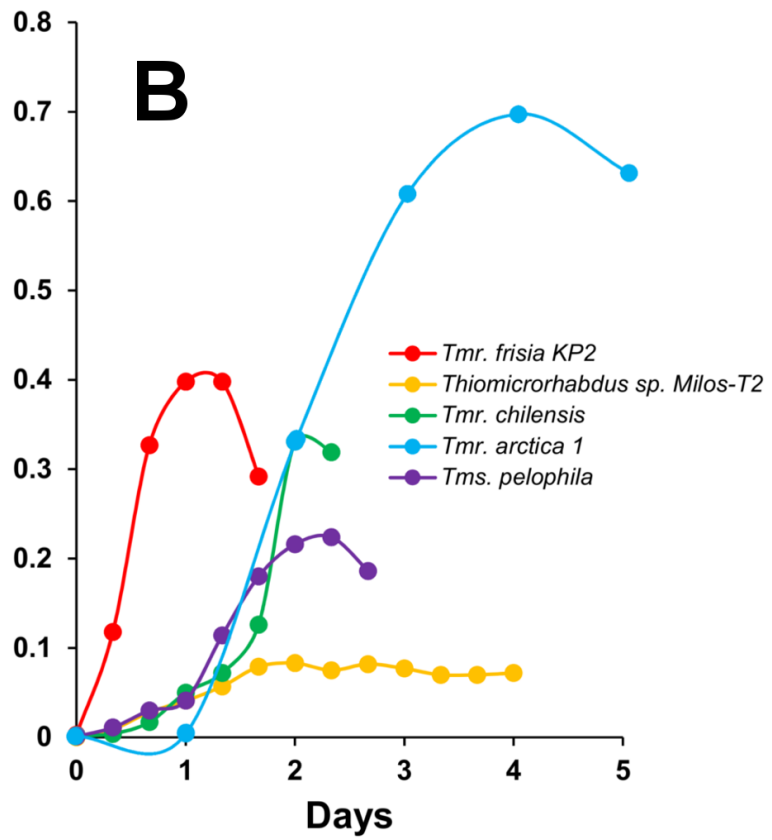 B
0.8
0.7
0.6
0.5
0.4
0.3
0.2
0.1
0
Tmr. frisia KP2
Thiomicrorhabdus sp. Milos-T2
Tmr. chilensis
Tmr. arctica 1
Tms. pelophila
0 1 2 3 4 5
Days